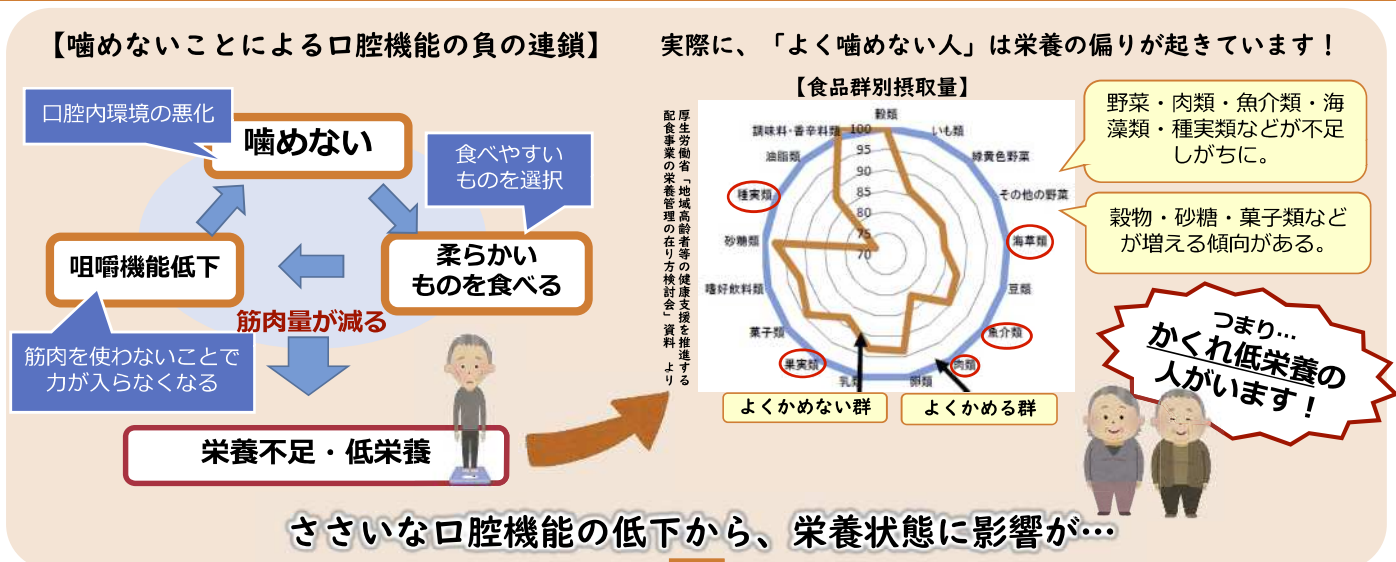 【噛めないことによる口腔機能の負の連鎖】
口腔内環境の悪化
噛めない
食べやすい
ものを選択
咀嚼機能低下
柔らかい
ものを食べる
筋肉量が減る
筋肉を使わないことで
力が入らなくなる
栄養不足・低栄養
実際に、「よく噛めない人」は栄養の偏りが起きています！
【食品群別摂取量】
厚生労働省「地域高齢者等の健康支援を推進する
配食事業の栄養管理の在り方検討会」資料 より
穀類
いも類
緑黄色野菜
その他の野菜
海草類
豆類
魚介類
肉類
卵類
乳類
果実類
菓子類
嗜好飲料類
砂糖類
種実類
油脂類
調味料・香辛料類
100
95
90
85
80
75
70
よくかめない群
よくかめる群
野菜・肉類・魚介類・海
藻類・種実類などが不足
しがちに。
穀物・砂糖・菓子類など
が増える傾向がある。
つまり…
かくれ低栄養の
人がいます！
ささいな口腔機能の低下から、栄養状態に影響が…